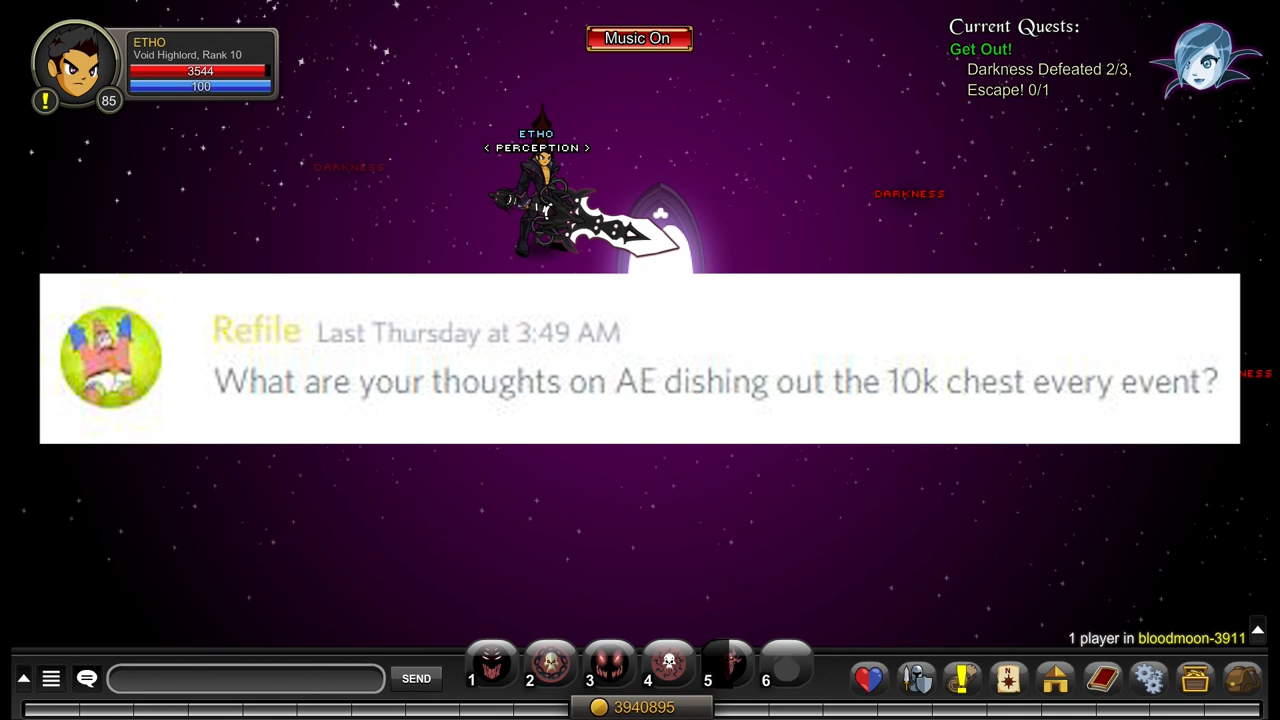 ETHO
Void Highlord, Rank 10
3544
100
85
Music On
Current Quests:
Get Out!
Darkness Defeated 2/3,
Escape! 0/1
ETHO
< PERCEPTION >
DARKNESS
DARKNESS
NESS
Refile Last Thursday at 3:49 AM
What are your thoughts on AE dishing out the 10k chest every event?
1 player in bloodmoon-3911
SEND
1 2 3 4 5 6
3940895